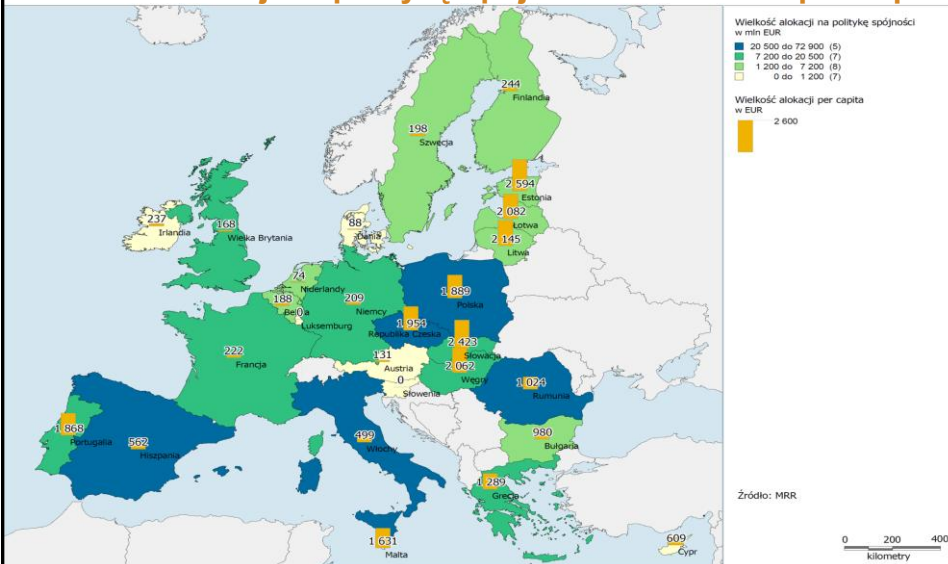 Wielkość alokacji na politykę spójności
w mln EUR
20 500 do 72 900 (5)
7 200 do 20 500 (7)
1 200 do 7 200 (8)
0 do 1 200 (7)
Wielkość alokacji per capita
w EUR
2 600
244
Finlandia
198
Szwecja
2 594
Estonia
2 082
Łotwa
2 145
Litwa
237
Irlandia
168
Wielka Brytania
88
Dania
74
Niderlandy
188
Belgia
0
Luksemburg
209
Niemcy
1 889
Polska
1 954
Republika Czeska
2 423
Słowacja
2 062
Węgry
222
Francja
131
Austria
0
Słowenia
1 024
Rumunia
980
Bułgaria
1 868
Portugalia
562
Hiszpania
499
Włochy
1 289
Grecja
1 631
Malta
609
Cypr
Źródło: MRR
0 200 400
kilometry